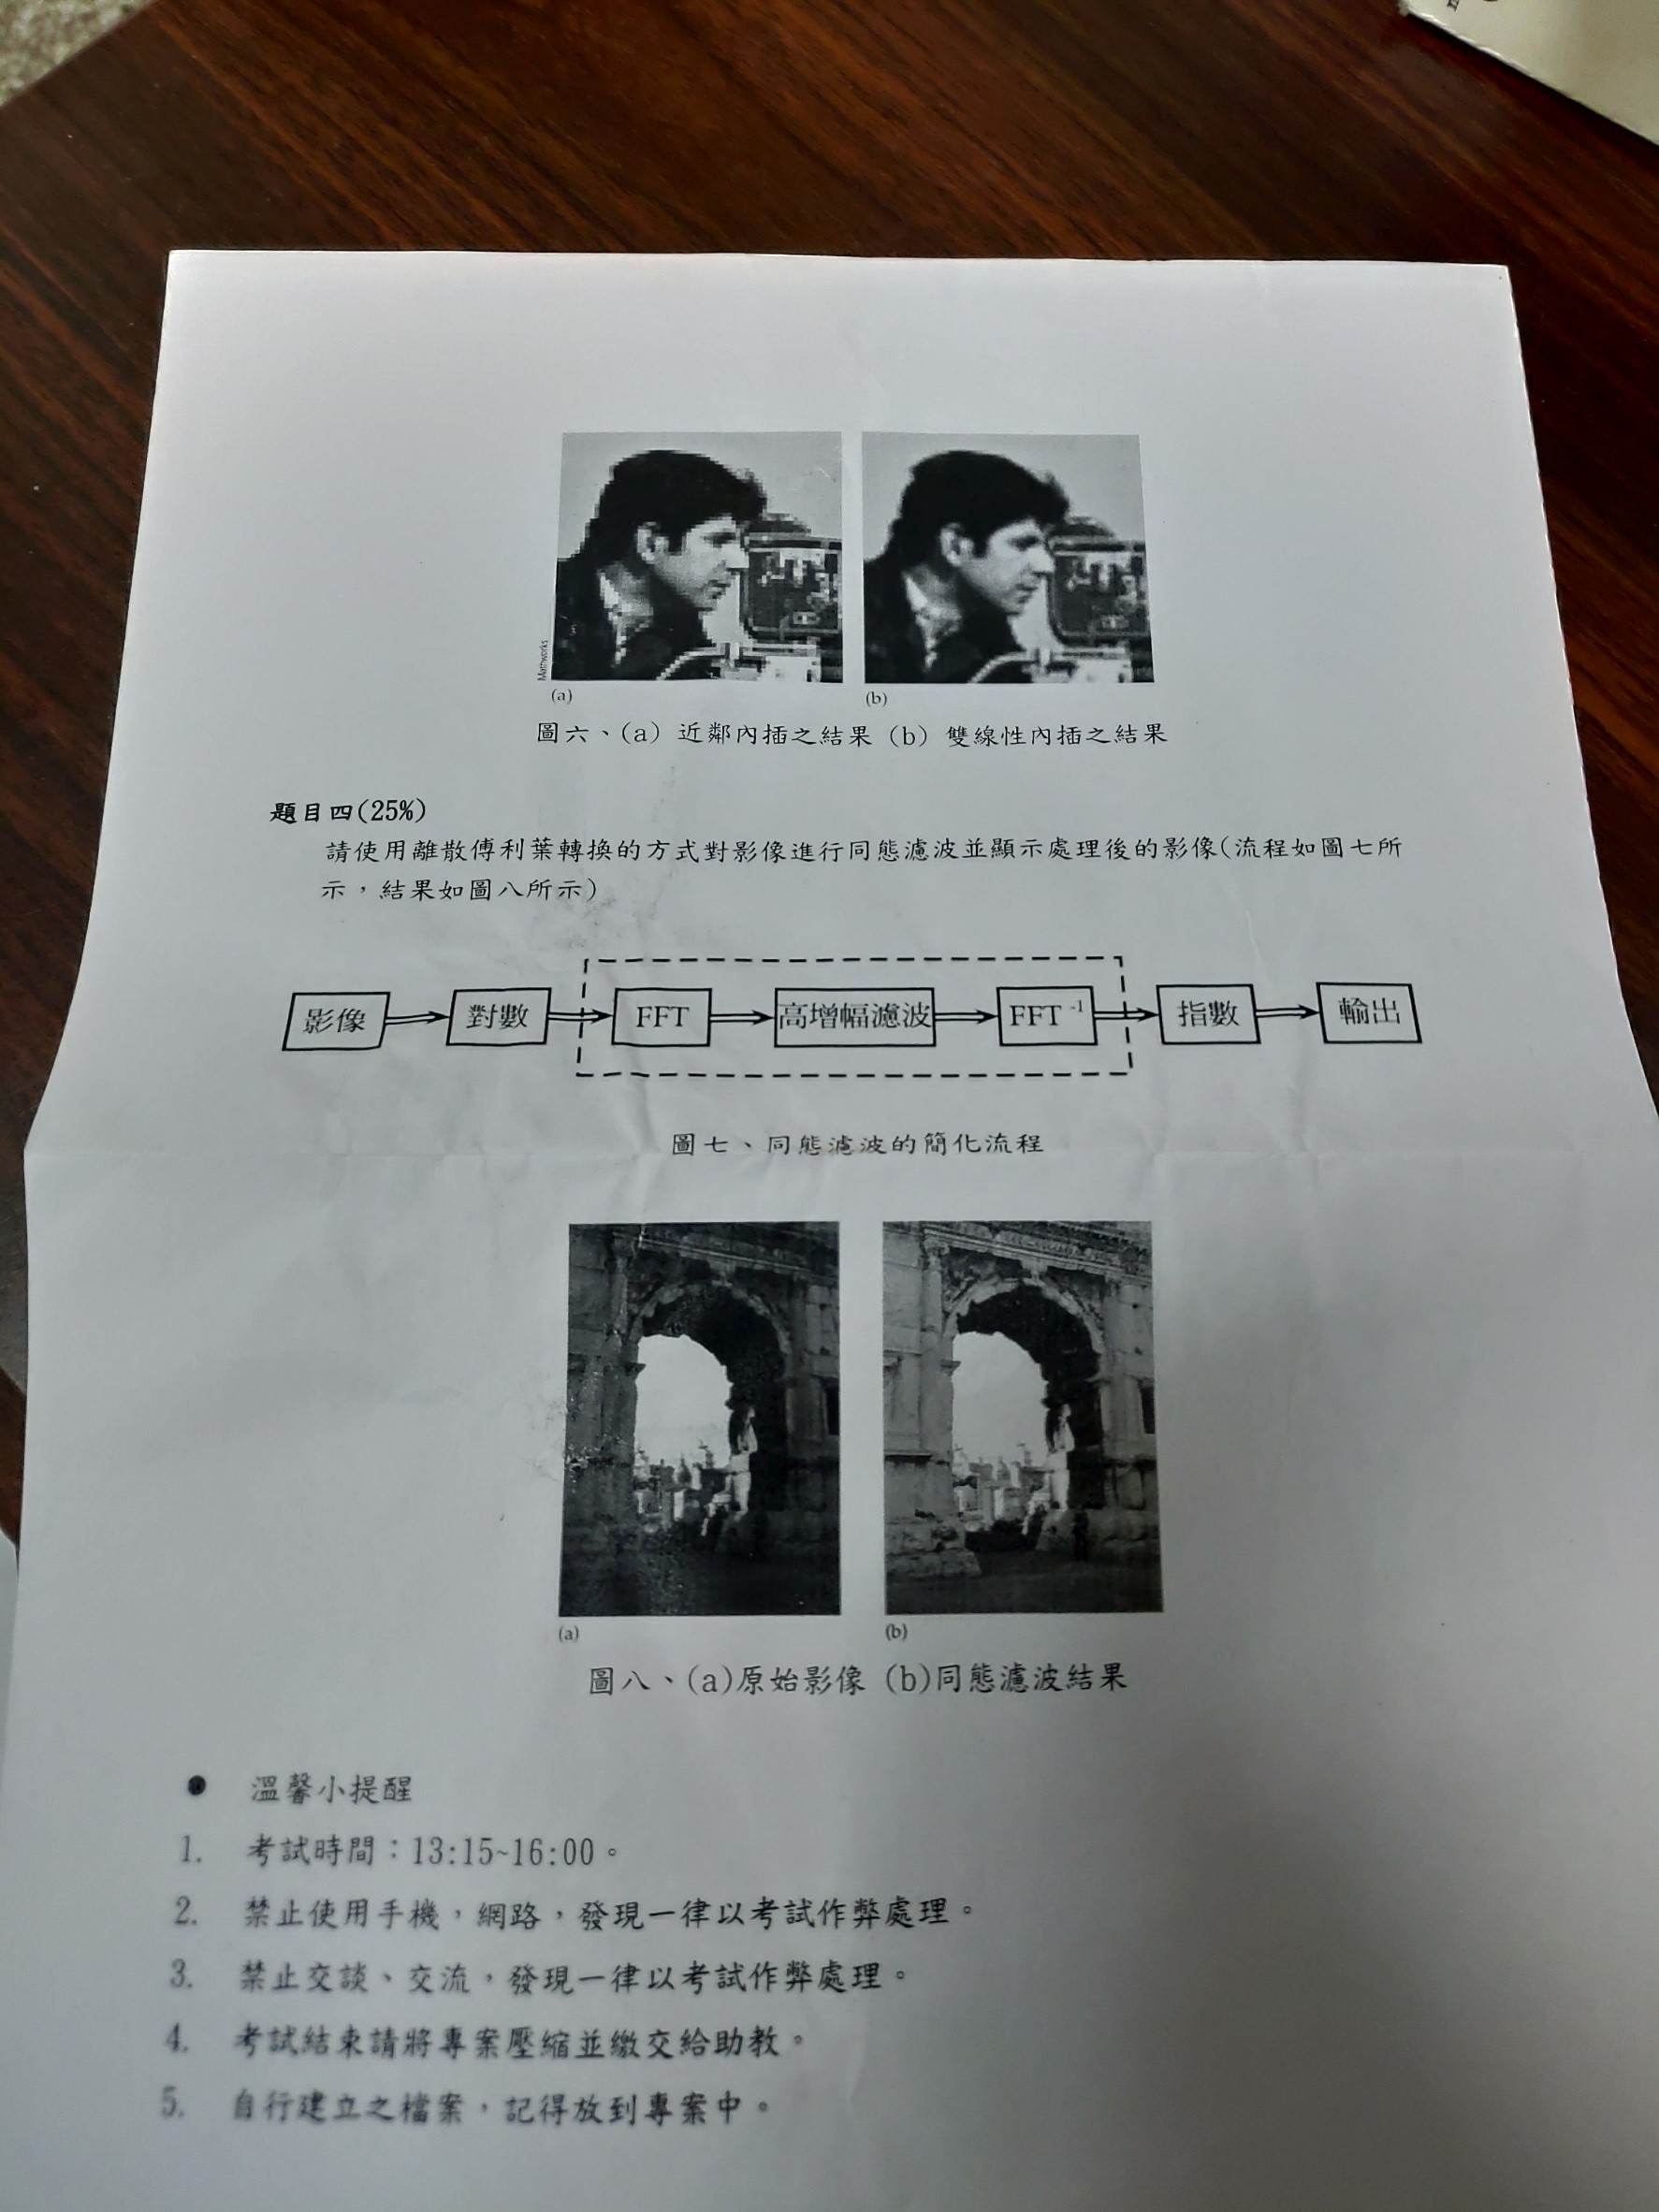 Mathworks
(a) (b)
圖六、(a) 近鄰內插之結果 (b) 雙線性內插之結果
題目四(25%)
請使用離散傅利葉轉換的方式對影像進行同態濾波並顯示處理後的影像(流程如圖七所
示，結果如圖八所示)
影像 對數 FFT 高增幅濾波 FFT⁻¹ 指數 輸出
圖七、同態濾波的簡化流程
(a) (b)
圖八、(a)原始影像 (b)同態濾波結果
● 溫馨小提醒
1. 考試時間：13:15~16:00。
2. 禁止使用手機，網路，發現一律以考試作弊處理。
3. 禁止交談、交流，發現一律以考試作弊處理。
4. 考試結束請將專案壓縮並繳交給助教。
5. 自行建立之檔案，記得放到專案中。